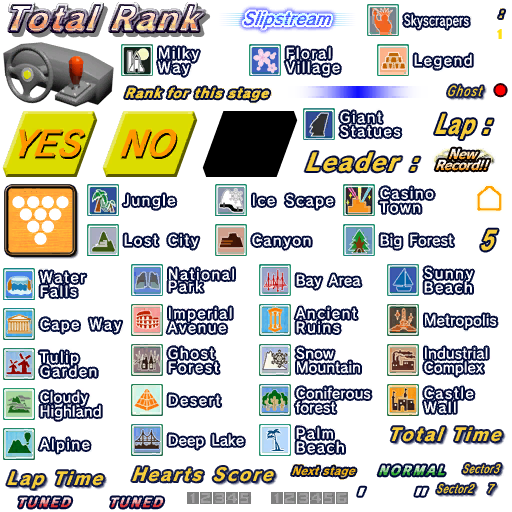 Total Rank
Slipstream
Skyscrapers
:
1
Milky Way
Floral Village
Legend
Rank for this stage
Ghost
YES
NO
Giant Statues
Lap :
Leader :
New Record!!
Jungle
Ice Scape
Casino Town
Lost City
Canyon
Big Forest
5
Water Falls
National Park
Bay Area
Sunny Beach
Cape Way
Imperial Avenue
Ancient Ruins
Metropolis
Tulip Garden
Ghost Forest
Snow Mountain
Industrial Complex
Cloudy Highland
Desert
Coniferous forest
Castle Wall
Alpine
Deep Lake
Palm Beach
Total Time
Lap Time
Hearts Score
Next stage
NORMAL
Sector3
TUNED
TUNED
12345
123456
'
"
Sector2
7